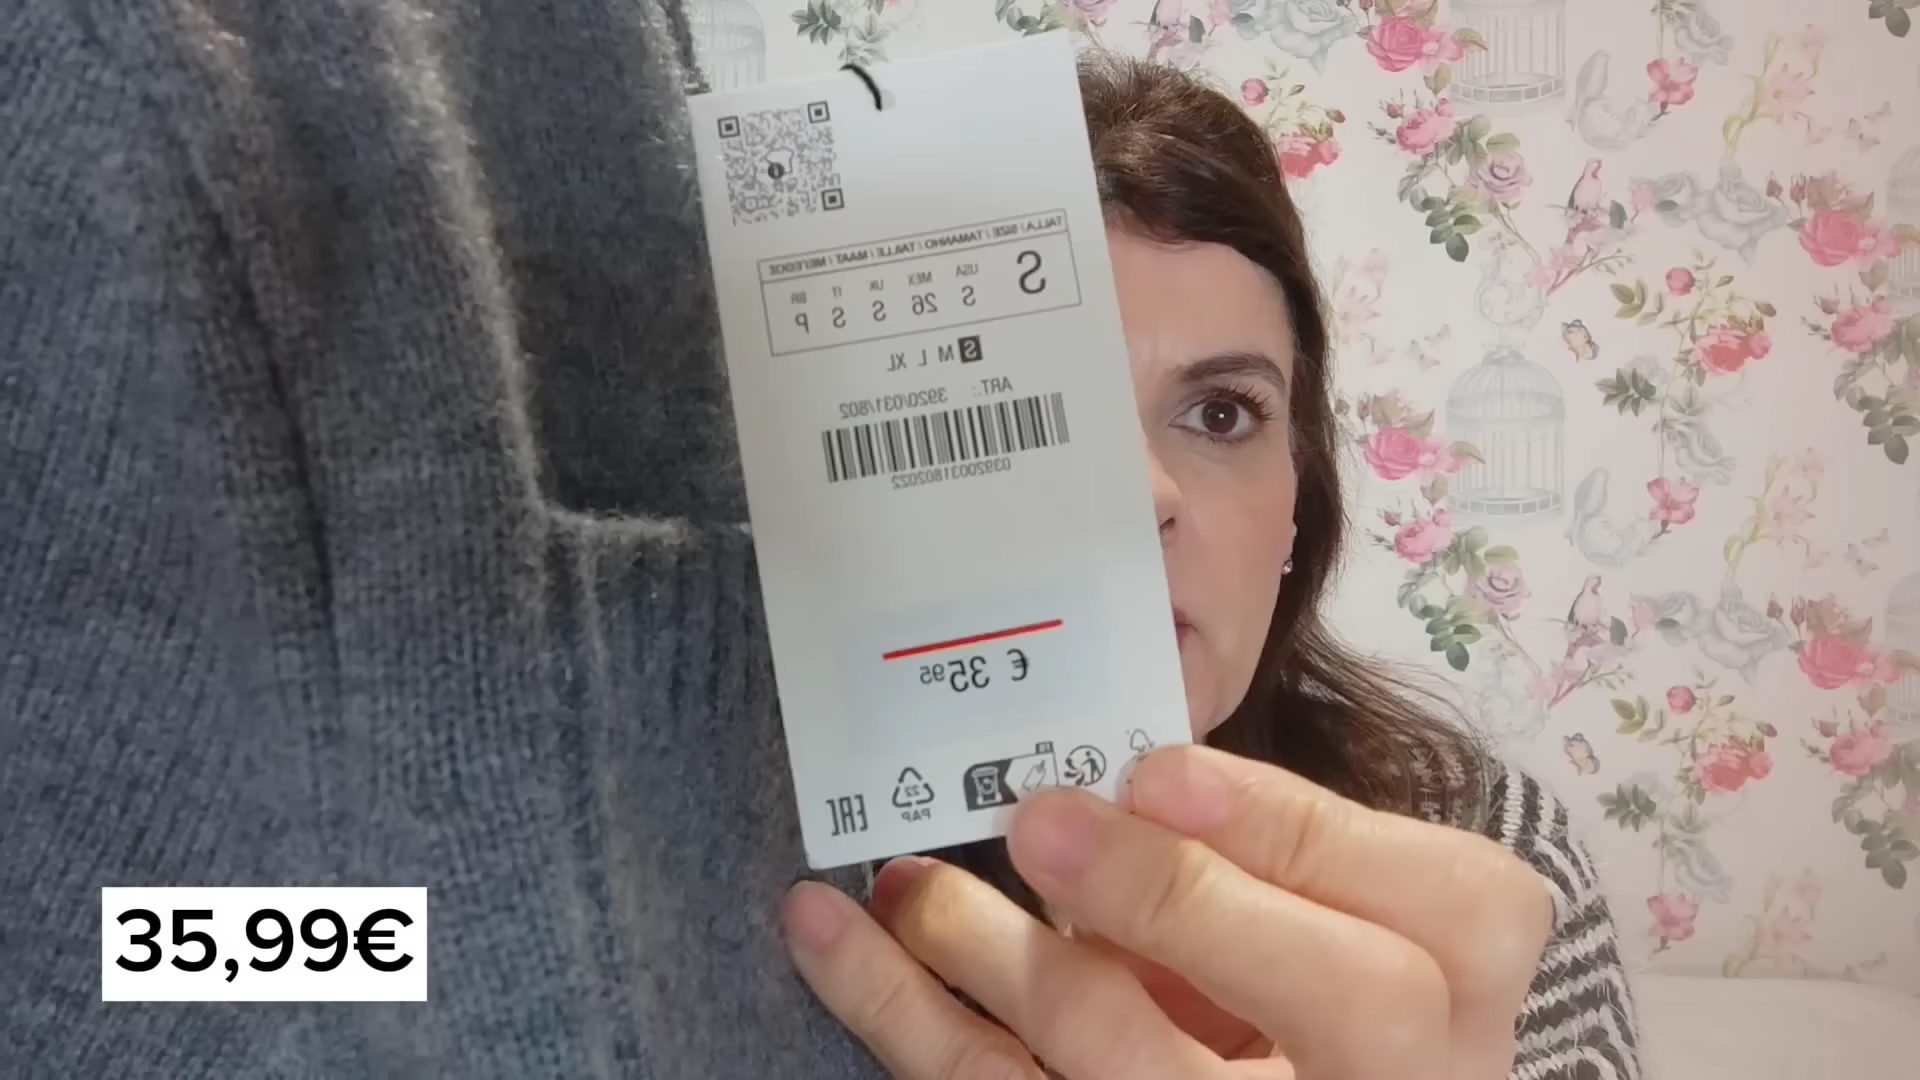 TALLA / SIZE / TAMANHO / TAILLE / MAAT / MEГEΘOΣ
USA MEX UK IT BR
S S 26 S S P
S M L XL
ART.: 3920/031/802
03920031802022
€ 35,95
22
PAP
EAC
35,99€